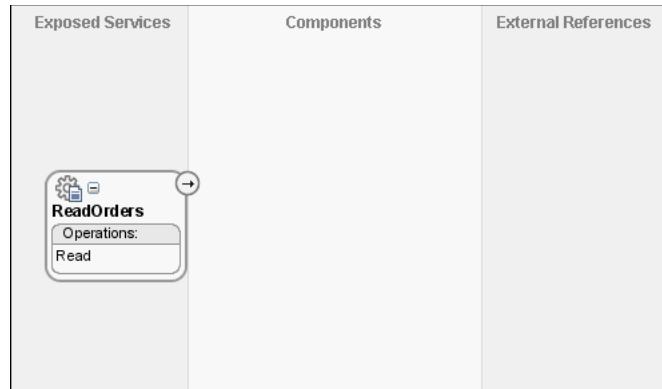 Exposed Services
Components
External References
ReadOrders
Operations:
Read